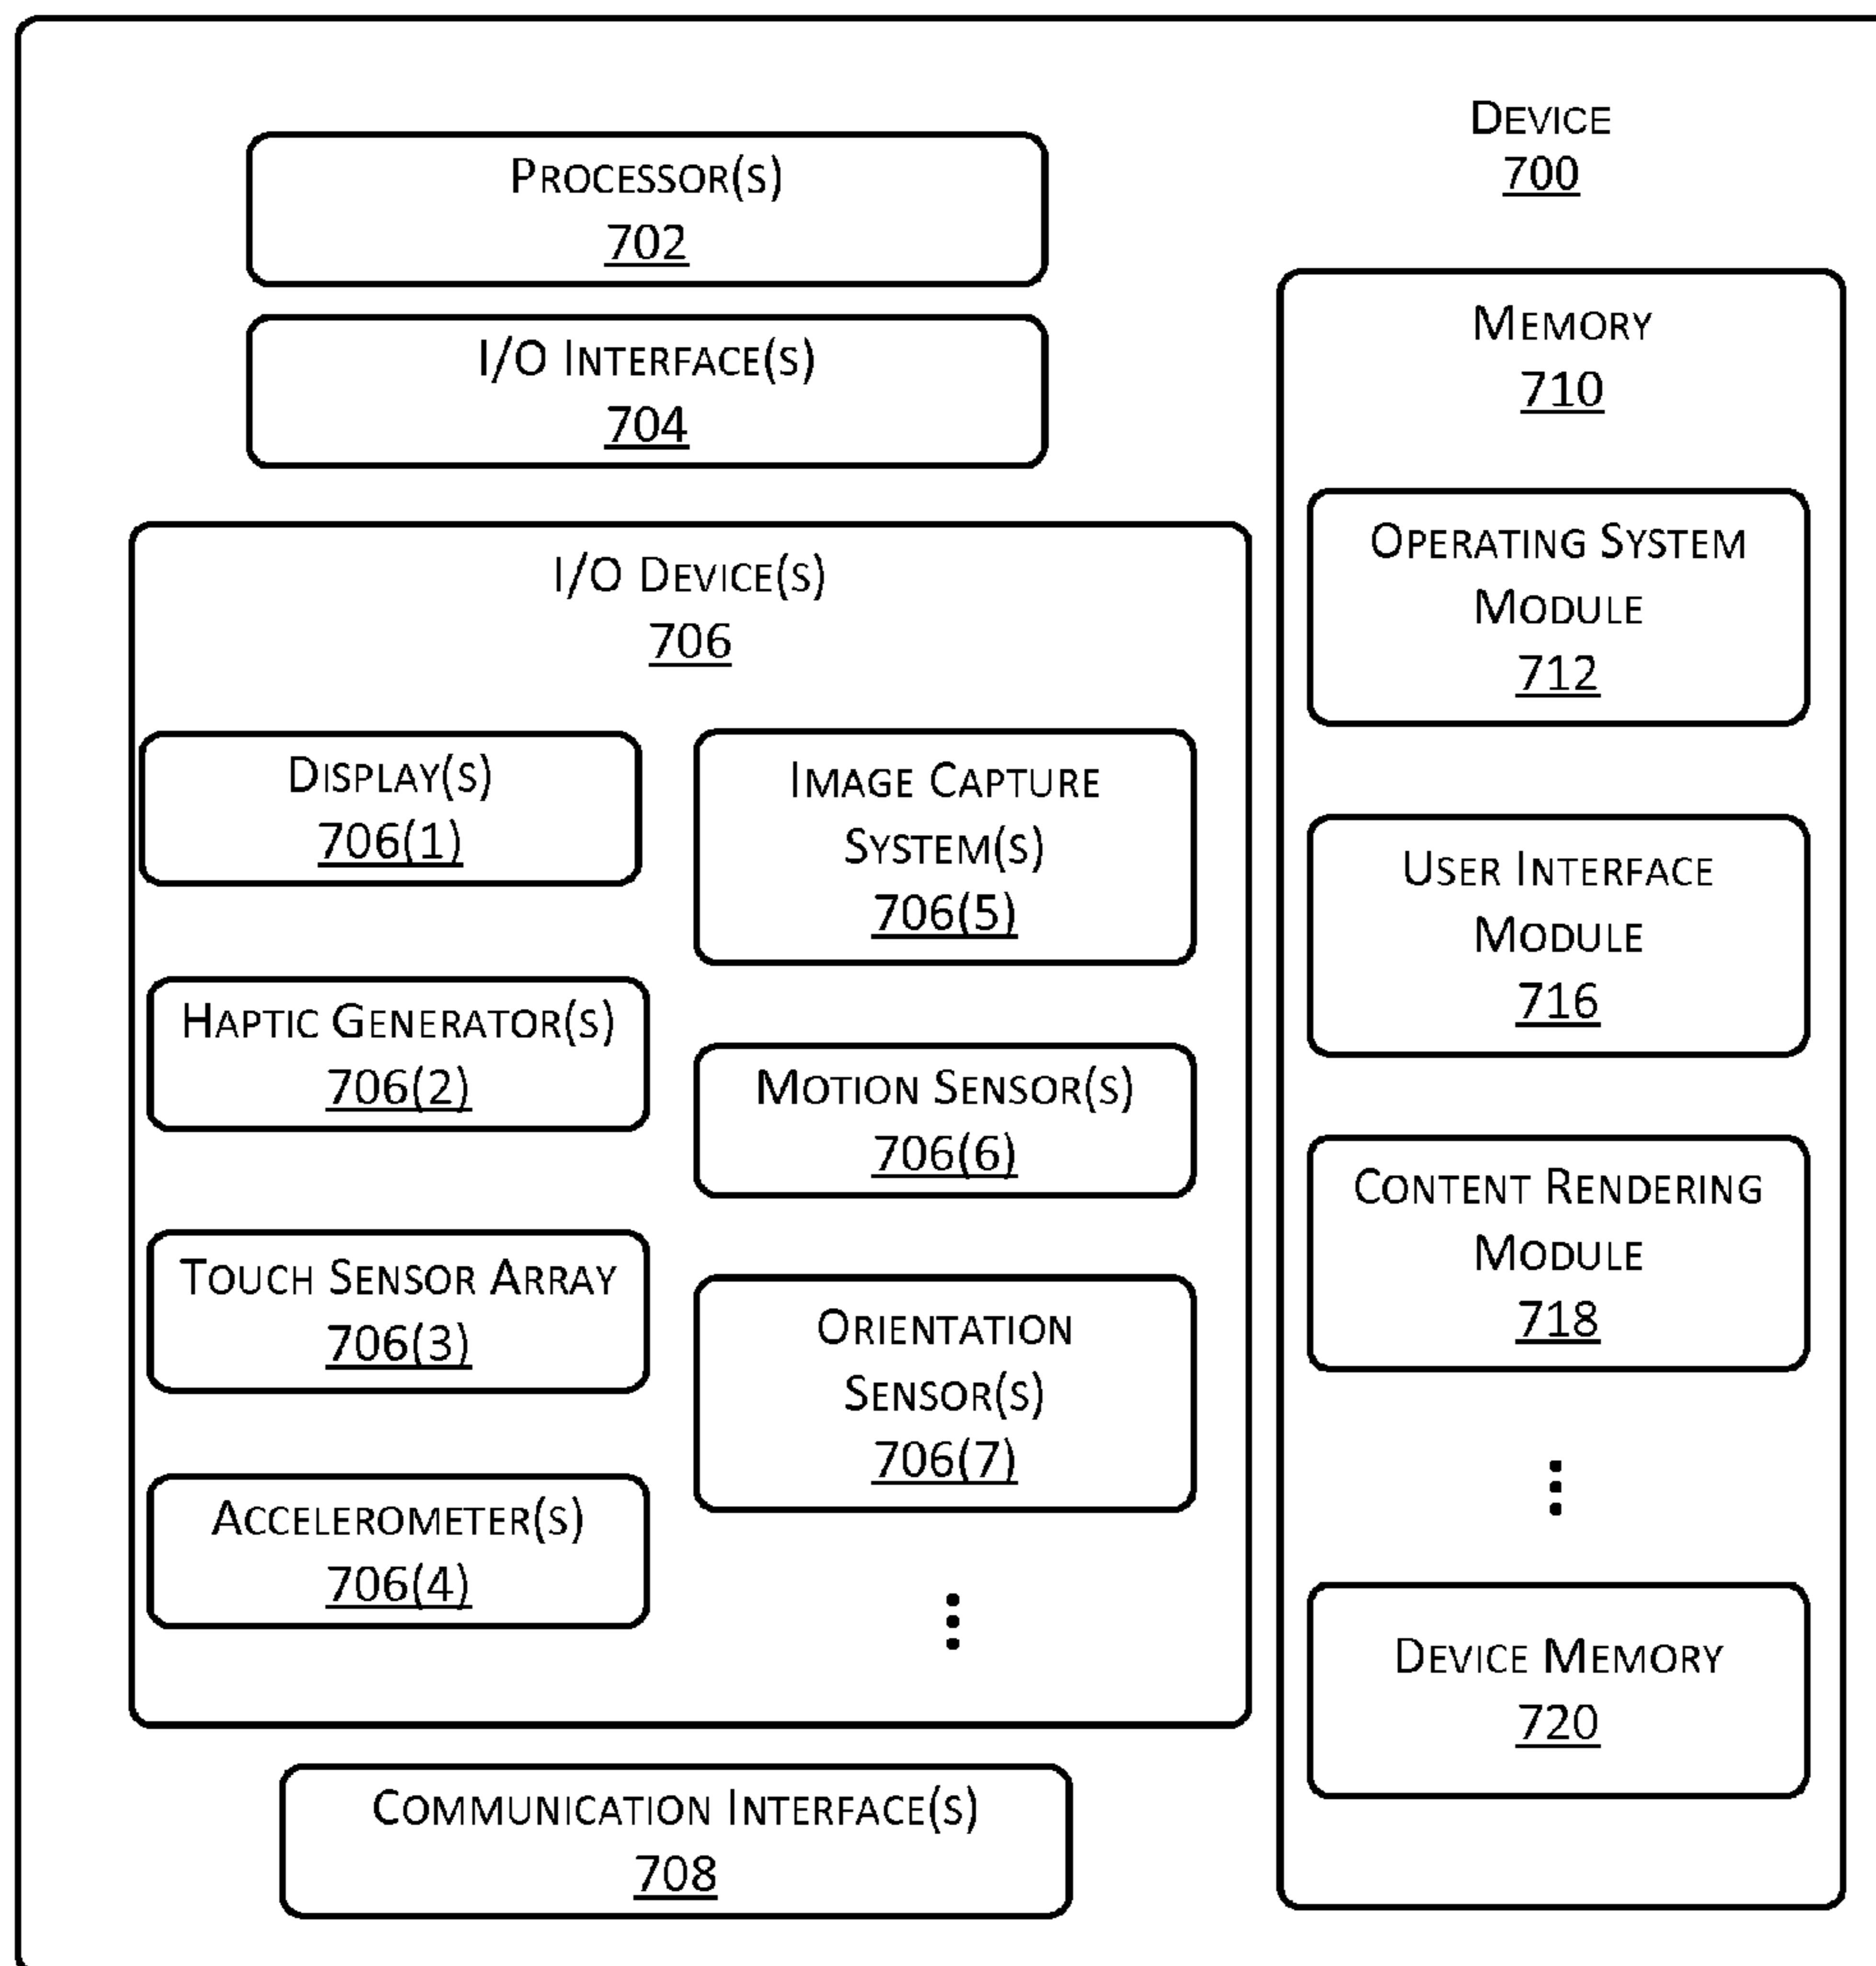 DEVICE
700
PROCESSOR(S)
702
I/O INTERFACE(S)
704
I/O DEVICE(S)
706
DISPLAY(S)
706(1)
HAPTIC GENERATOR(S)
706(2)
TOUCH SENSOR ARRAY
706(3)
ACCELEROMETER(S)
706(4)
IMAGE CAPTURE
SYSTEM(S)
706(5)
MOTION SENSOR(S)
706(6)
ORIENTATION
SENSOR(S)
706(7)
COMMUNICATION INTERFACE(S)
708
MEMORY
710
OPERATING SYSTEM
MODULE
712
USER INTERFACE
MODULE
716
CONTENT RENDERING
MODULE
718
DEVICE MEMORY
720